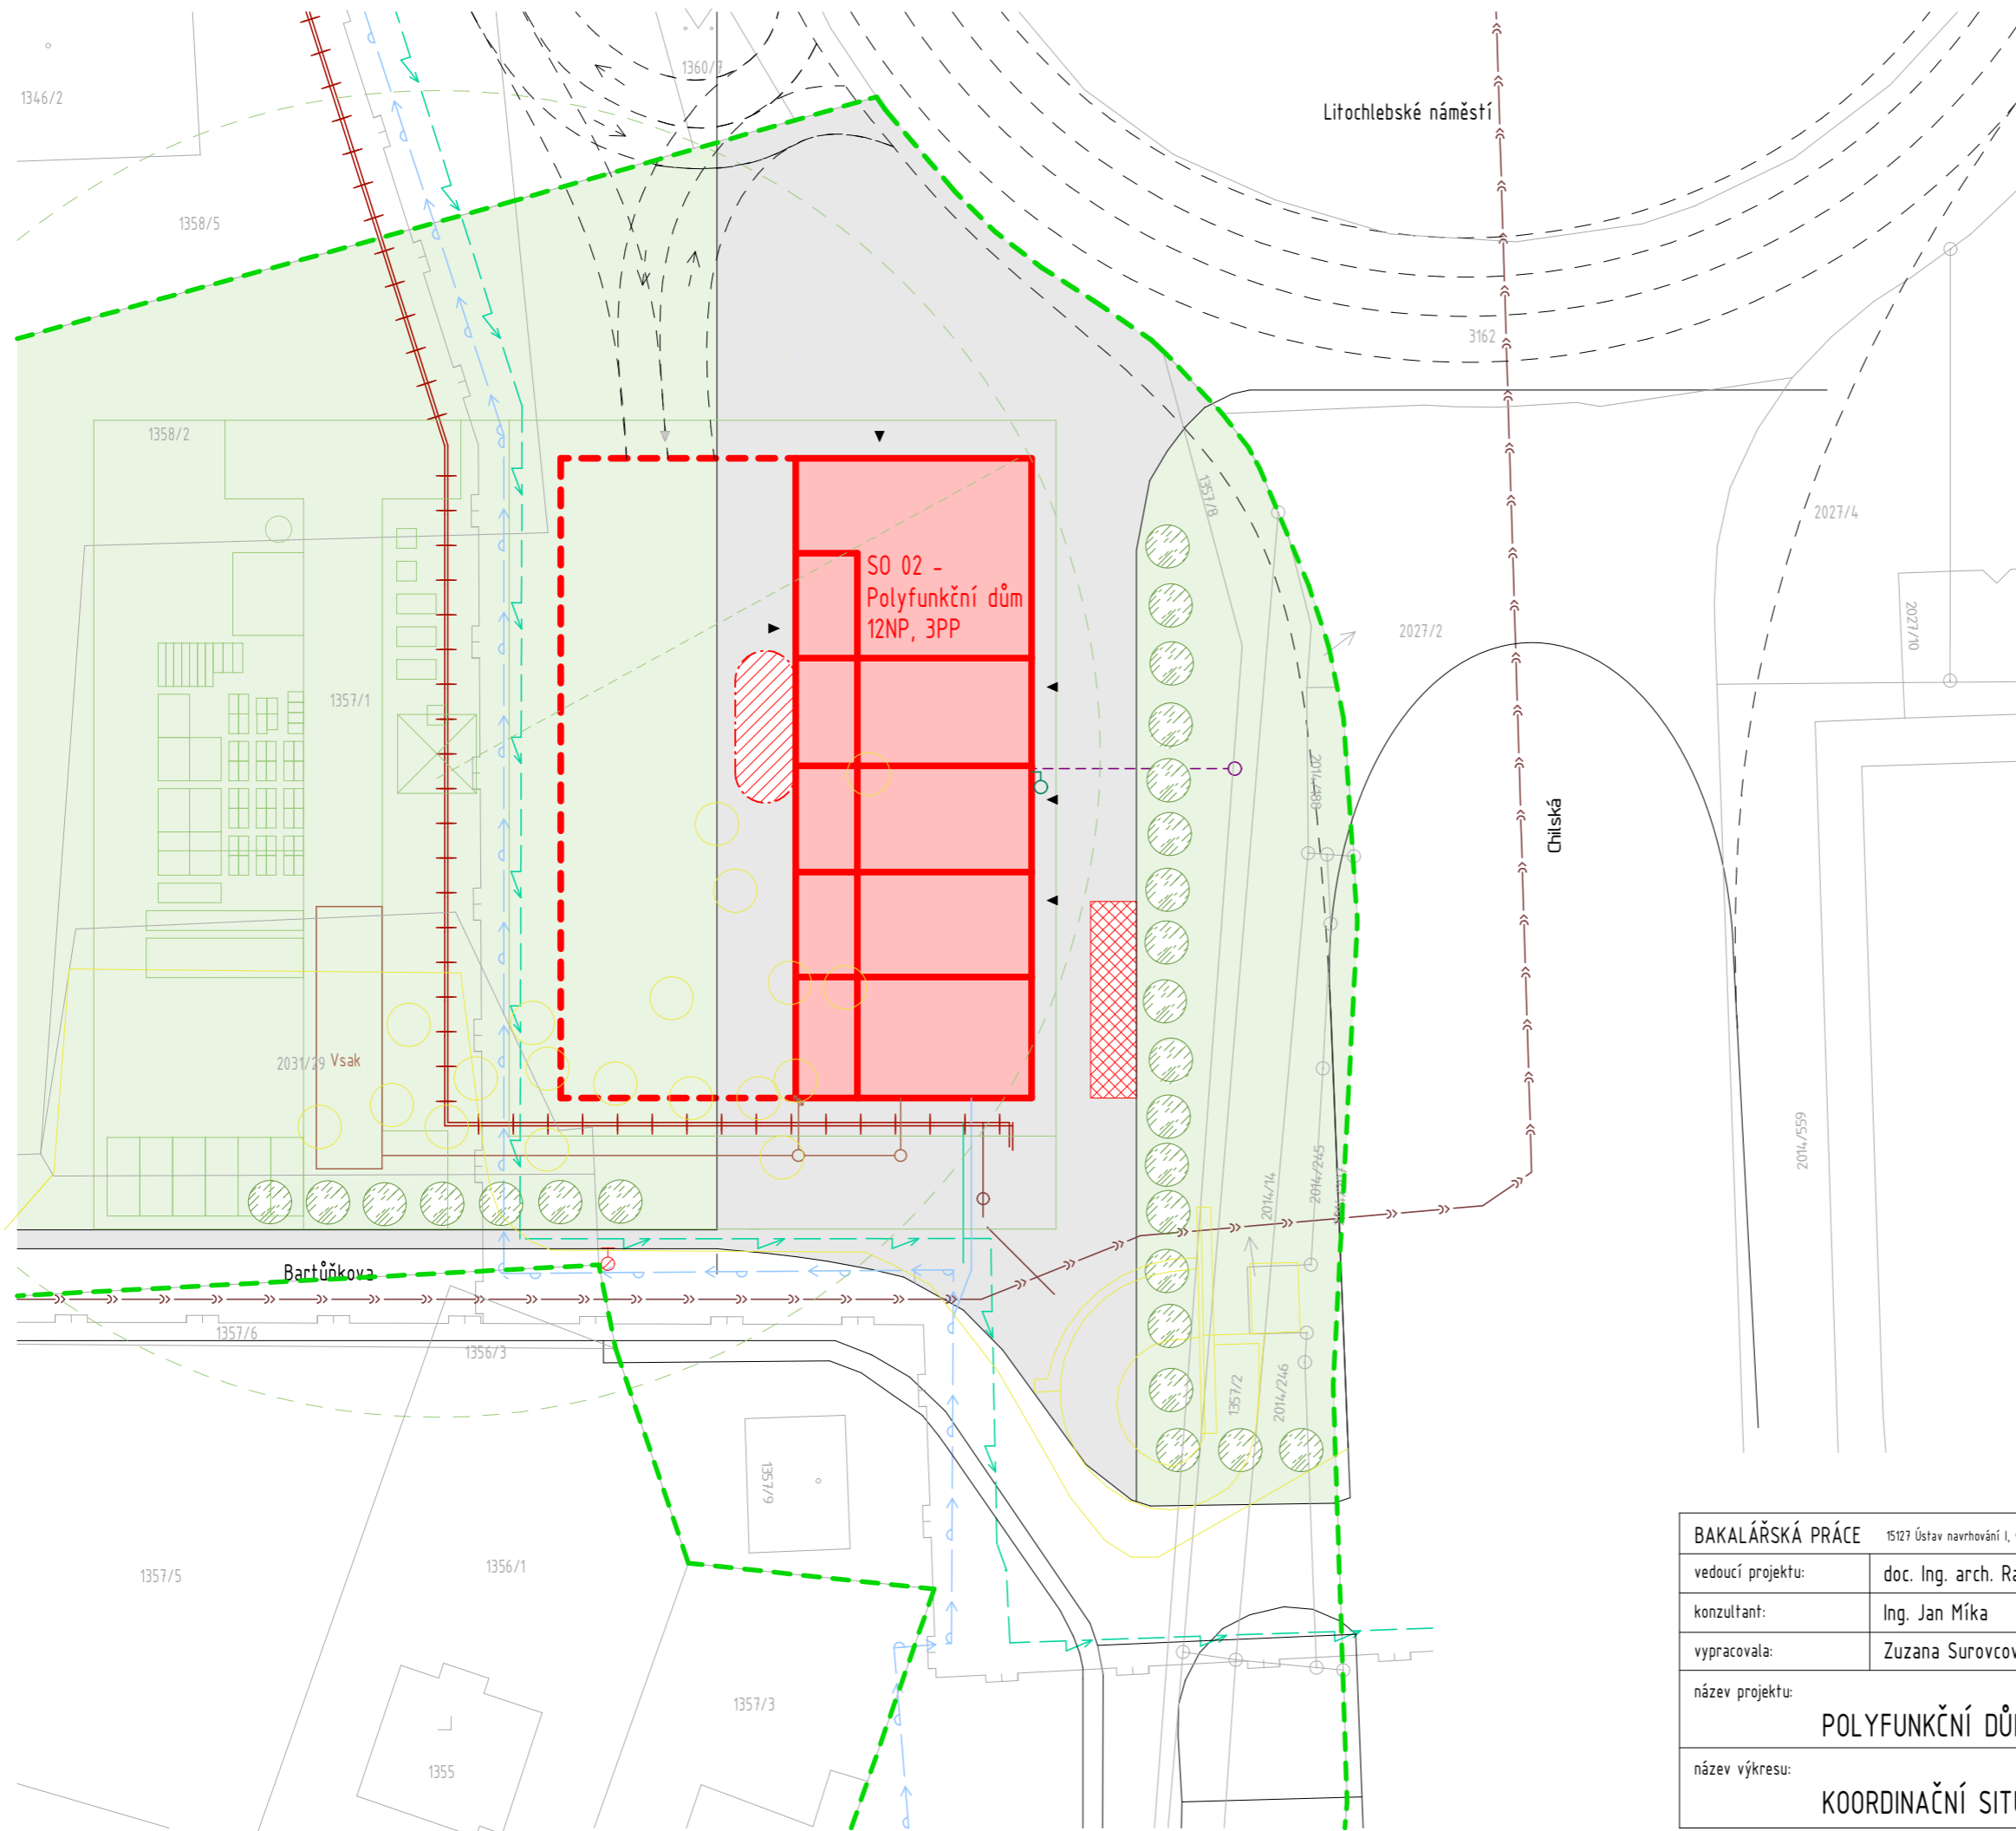 1346/2
1360/7
Litochlebské náměstí
1358/5
3162
1358/2
1357/8
2027/4
SO 02 -
Polyfunkční dům
12NP, 3PP
2027/2
2027/10
1357/1
2014/188
Chilská
2031/29
Vsak
2014/559
2014/245
2014/14
Bartůňkova
1357/6
1356/3
1357/2
2014/246
1357/9
1357/5
1356/1
1357/3
1355
BAKALÁŘSKÁ PRÁCE
15127 Ústav navrhování I,
vedoucí projektu:
doc. Ing. arch.
konzultant:
Ing. Jan Míka
vypracovala:
Zuzana
název projektu:
POLYFUNKČNÍ
název výkresu:
KOORDINAČNÍ